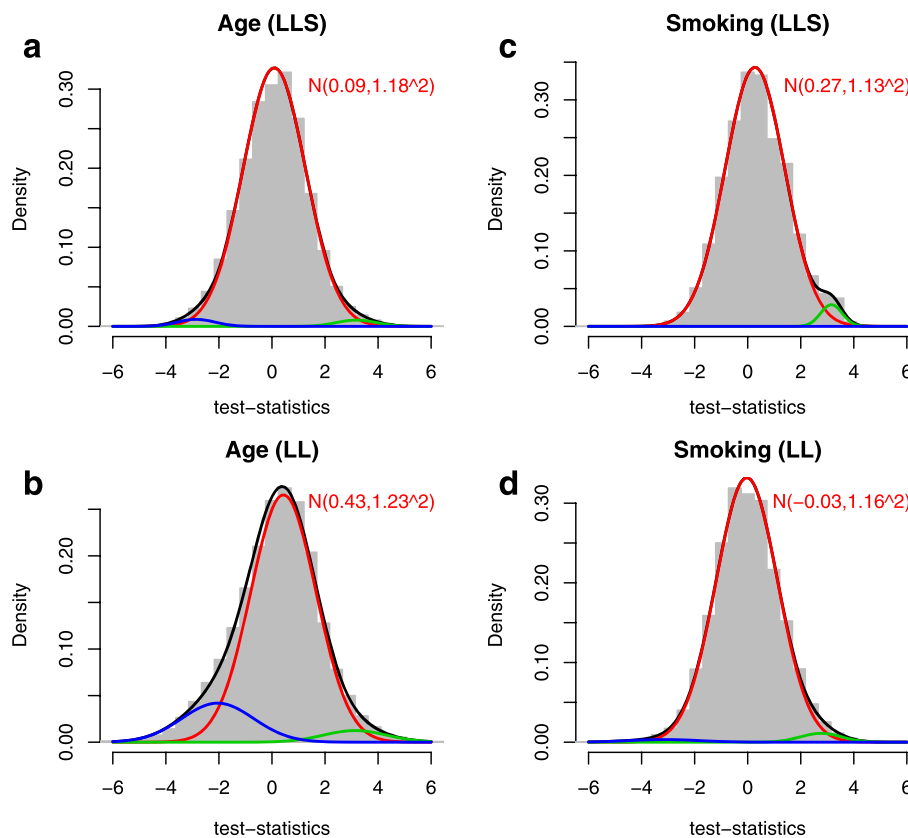 a
Age (LLS)
N(0.09,1.18^2)
Density
0.00
0.10
0.20
0.30
−6
−4
−2
0
2
4
6
test−statistics
c
Smoking (LLS)
N(0.27,1.13^2)
Density
0.00
0.10
0.20
0.30
−6
−4
−2
0
2
4
6
test−statistics
b
Age (LL)
N(0.43,1.23^2)
Density
0.00
0.10
0.20
−6
−4
−2
0
2
4
6
test−statistics
d
Smoking (LL)
N(−0.03,1.16^2)
Density
0.00
0.10
0.20
0.30
−6
−4
−2
0
2
4
6
test−statistics